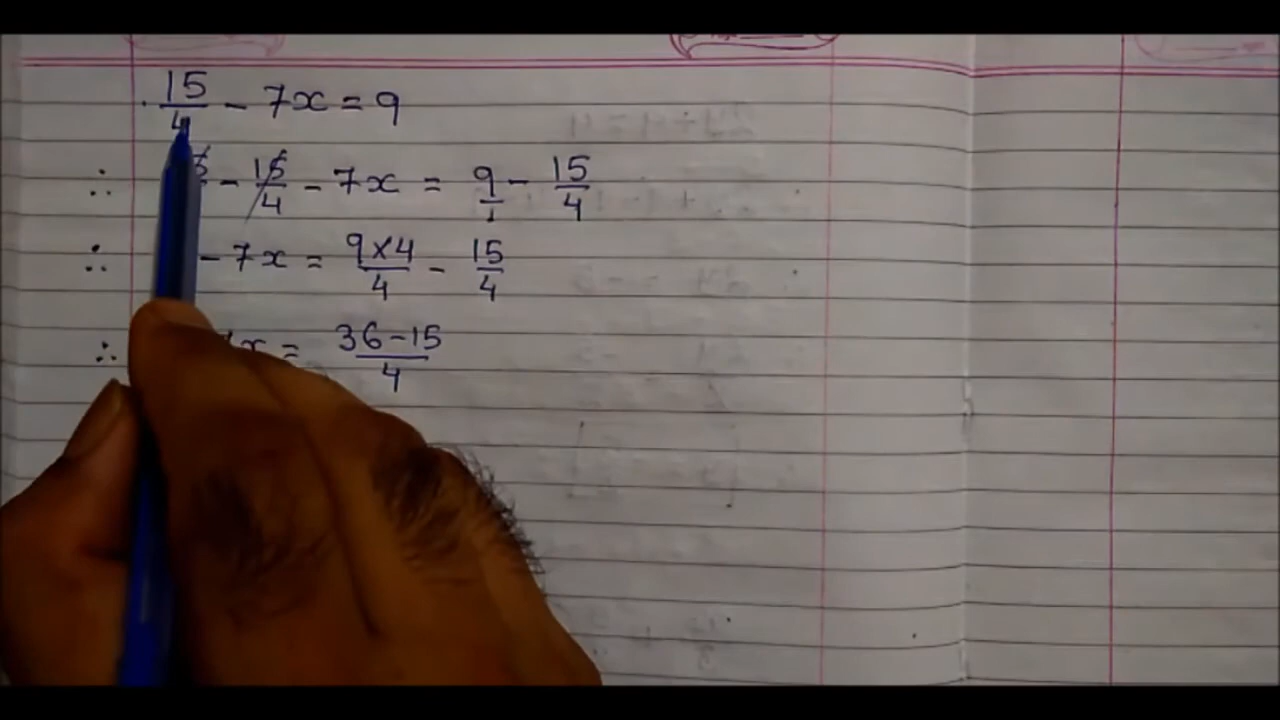 15/4 - 7x = 9
∴ - 15/4 - 7x = 9/1 - 15/4
∴ - 7x = 9×4/4 - 15/4
∴ 7x = 36-15/4